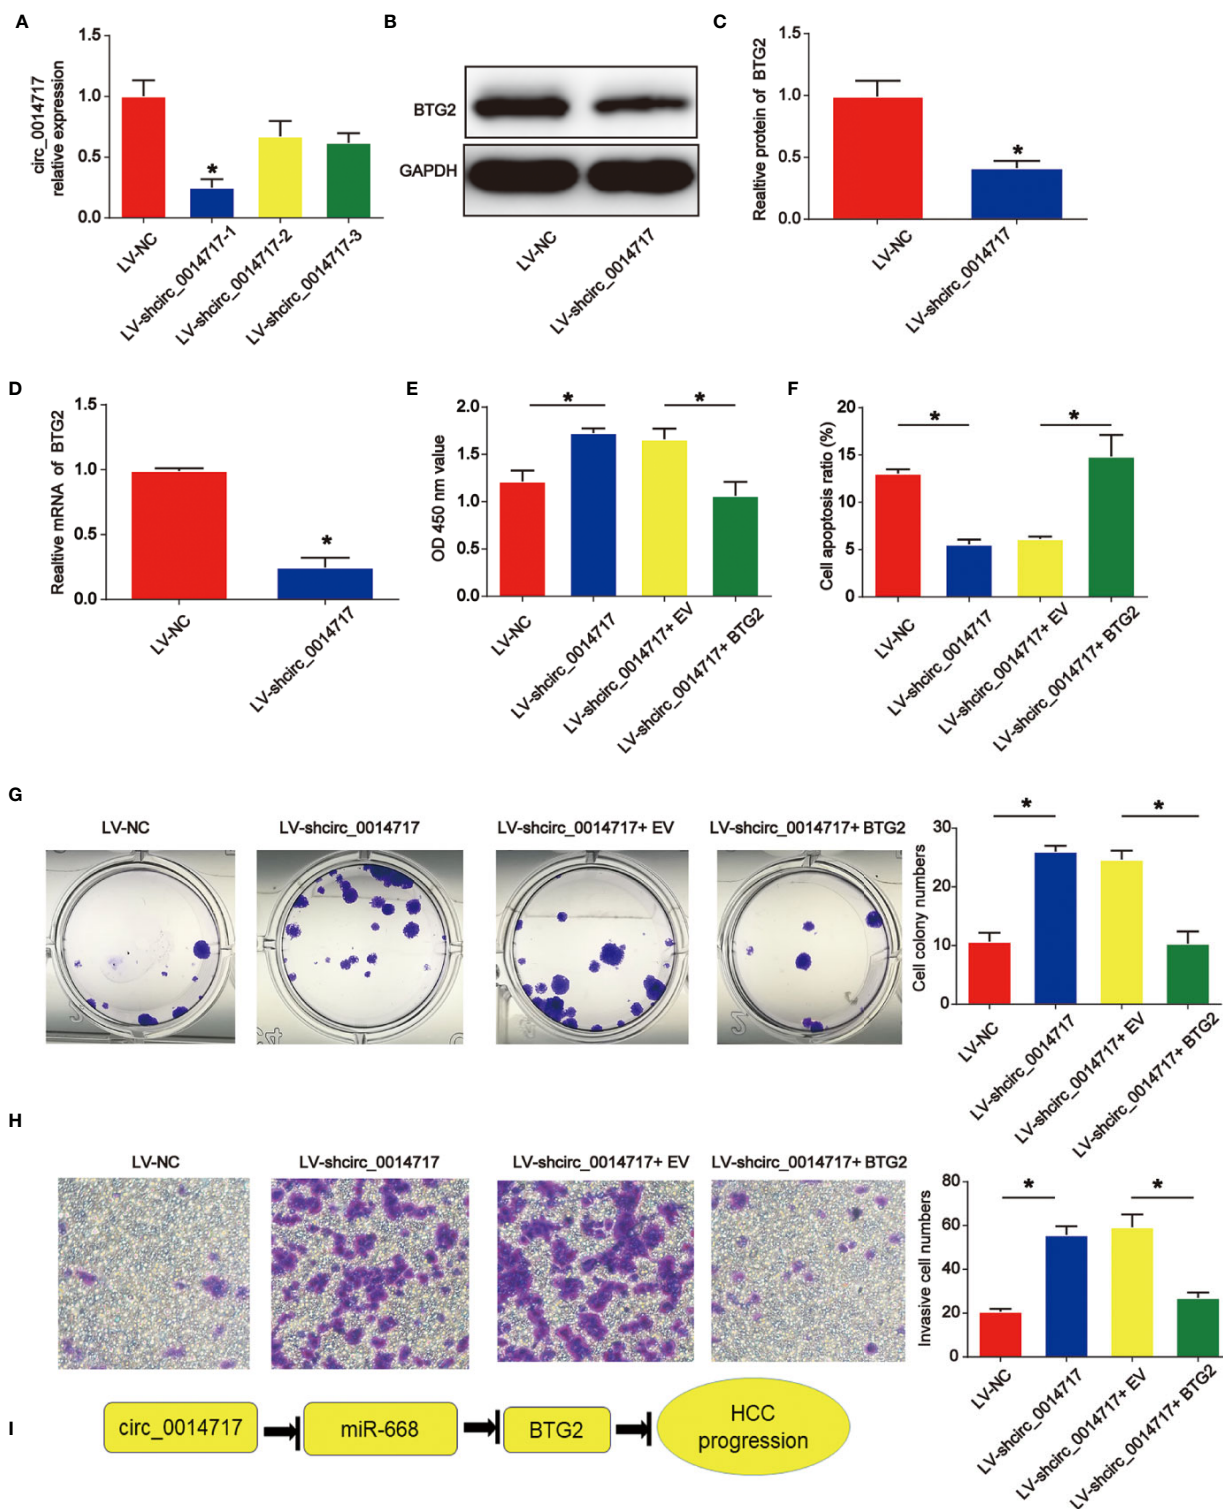 A
circ_0014717
relative expression
1.5
1.0
0.5
0.0
*
LV-NC
LV-shcirc_0014717-1
LV-shcirc_0014717-2
LV-shcirc_0014717-3
B
BTG2
GAPDH
LV-NC
LV-shcirc_0014717
C
Realtive protein of BTG2
1.5
1.0
0.5
0.0
*
LV-NC
LV-shcirc_0014717
D
Realtive mRNA of BTG2
1.5
1.0
0.5
0.0
*
LV-NC
LV-shcirc_0014717
E
OD 450 nm value
2.0
1.5
1.0
0.5
0.0
*
*
LV-NC
LV-shcirc_0014717
LV-shcirc_0014717+ EV
LV-shcirc_0014717+ BTG2
F
Cell apoptosis ratio (%)
20
15
10
5
0
*
*
LV-NC
LV-shcirc_0014717
LV-shcirc_0014717+ EV
LV-shcirc_0014717+ BTG2
G
LV-NC
LV-shcirc_0014717
LV-shcirc_0014717+ EV
LV-shcirc_0014717+ BTG2
Cell colony numbers
30
20
10
0
*
*
LV-NC
LV-shcirc_0014717
LV-shcirc_0014717+ EV
LV-shcirc_0014717+ BTG2
H
LV-NC
LV-shcirc_0014717
LV-shcirc_0014717+ EV
LV-shcirc_0014717+ BTG2
Invasive cell numbers
80
60
40
20
0
*
*
LV-NC
LV-shcirc_0014717
LV-shcirc_0014717+ EV
LV-shcirc_0014717+ BTG2
I
circ_0014717
miR-668
BTG2
HCC
progression